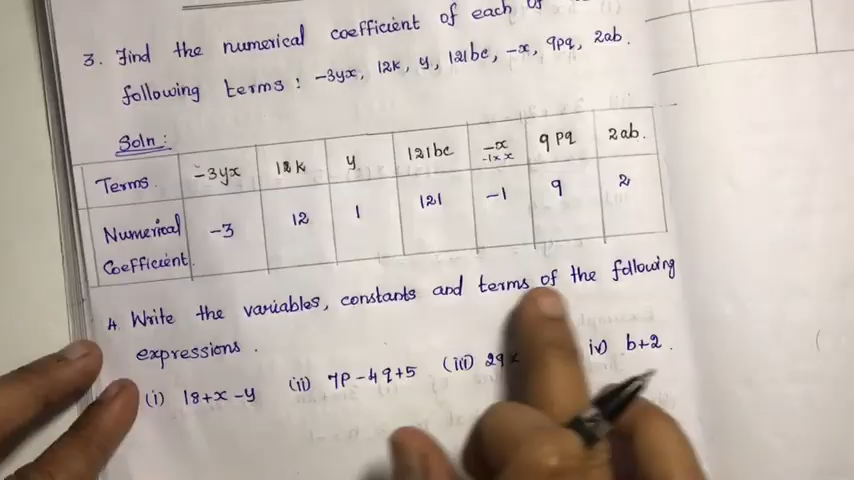 3. Find the numerical coefficient of each of
following terms : -3yx, 12k, y, 121bc, -x, 9pq, 2ab.
Soln :
Terms. -3yx 12k y 121bc -x 9pq 2ab.
-1×x
Numerical -3 12 1 121 -1 9 2
Coefficient.
4. Write the variables, constants and terms of the following
expressions.
(i) 18+x-y (ii) 7p-4q+5 (iii) 29x iv) b+2.